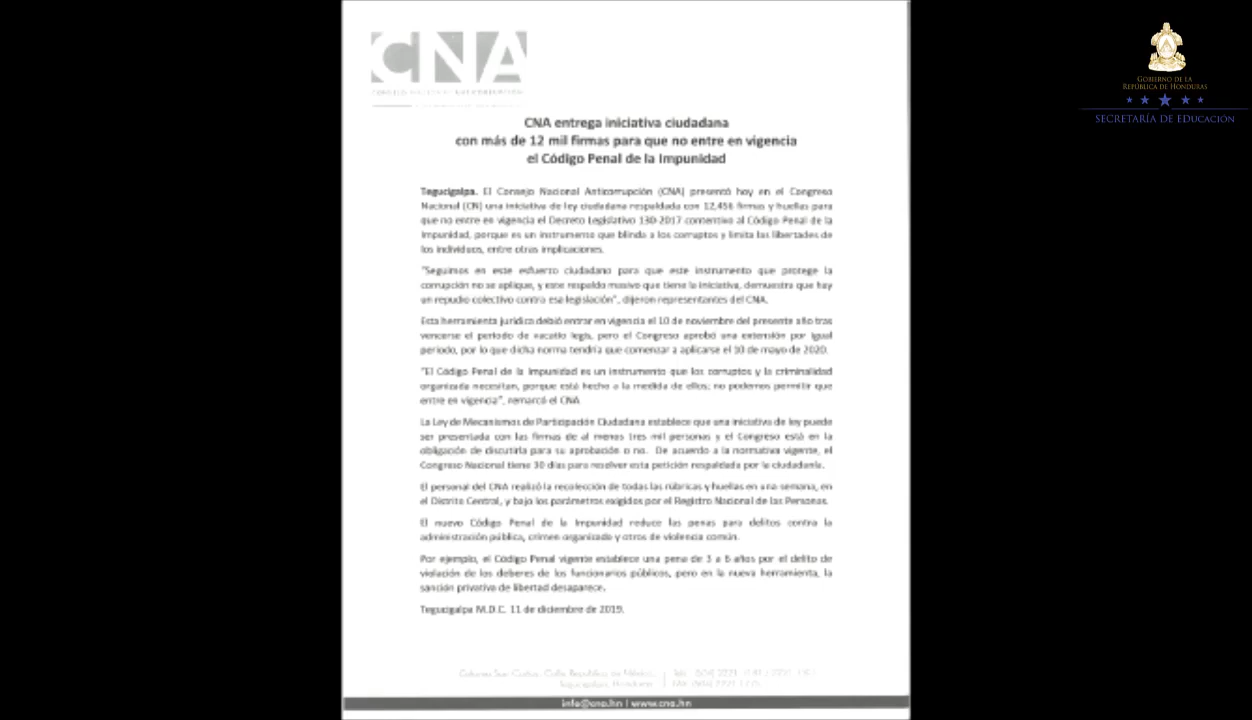 CNA
CONSEJO NACIONAL ANTICORRUPCIÓN
GOBIERNO DE LA
REPÚBLICA DE HONDURAS
SECRETARÍA DE EDUCACIÓN
CNA entrega iniciativa ciudadana
con más de 12 mil firmas para que no entre en vigencia
el Código Penal de la Impunidad
Tegucigalpa. El Consejo Nacional Anticorrupción (CNA) presentó hoy en el Congreso
Nacional (CN) una iniciativa de ley ciudadana respaldada con 12,456 firmas y huellas para
que no entre en vigencia el Decreto Legislativo 130-2017 contentivo al Código Penal de la
Impunidad, porque es un instrumento que blinda a los corruptos y limita las libertades de
los individuos, entre otras implicaciones.
"Seguimos en este esfuerzo ciudadano para que este instrumento que protege la
corrupción no se aplique, y este respaldo masivo que tiene la iniciativa, demuestra que hay
un repudio colectivo contra esa legislación", dijeron representantes del CNA.
Esta herramienta jurídica debió entrar en vigencia el 10 de noviembre del presente año tras
vencerse el período de vacatio legis, pero el Congreso aprobó una extensión por igual
período, por lo que dicha norma tendría que comenzar a aplicarse el 10 de mayo de 2020.
"El Código Penal de la Impunidad es un instrumento que los corruptos y la criminalidad
organizada necesitan, porque está hecho a la medida de ellos; no podemos permitir que
entre en vigencia", remarcó el CNA.
La Ley de Mecanismos de Participación Ciudadana establece que una iniciativa de ley puede
ser presentada con las firmas de al menos tres mil personas y el Congreso está en la
obligación de discutirla para su aprobación o no. De acuerdo a la normativa vigente, el
Congreso Nacional tiene 30 días para resolver esta petición respaldada por la ciudadanía.
El personal del CNA realizó la recolección de todas las rúbricas y huellas en una semana, en
el Distrito Central, y bajo los parámetros exigidos por el Registro Nacional de las Personas.
El nuevo Código Penal de la Impunidad reduce las penas para delitos contra la
administración pública, crimen organizado y otros de violencia común.
Por ejemplo, el Código Penal vigente establece una pena de 3 a 6 años por el delito de
violación de los deberes de los funcionarios públicos, pero en la nueva herramienta, la
sanción privativa de libertad desaparece.
Tegucigalpa M.D.C. 11 de diciembre de 2019.
Colonia San Carlos, Calle República de México,
Tegucigalpa, Honduras
info@cna.hn | www.cna.hn